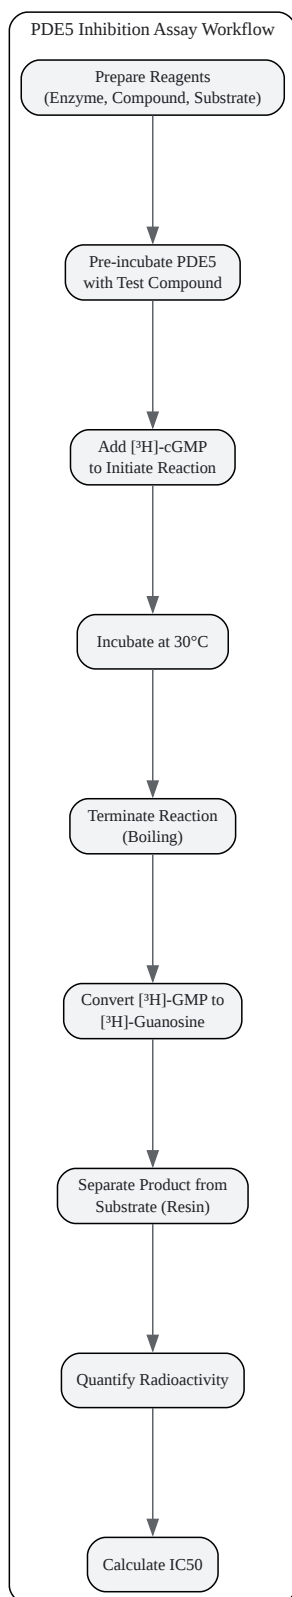 PDE5 Inhibition Assay Workflow
Prepare Reagents
(Enzyme, Compound, Substrate)
Pre-incubate PDE5
with Test Compound
Add [³H]-cGMP
to Initiate Reaction
Incubate at 30°C
Terminate Reaction
(Boiling)
Convert [³H]-GMP to
[³H]-Guanosine
Separate Product from
Substrate (Resin)
Quantify Radioactivity
Calculate IC50